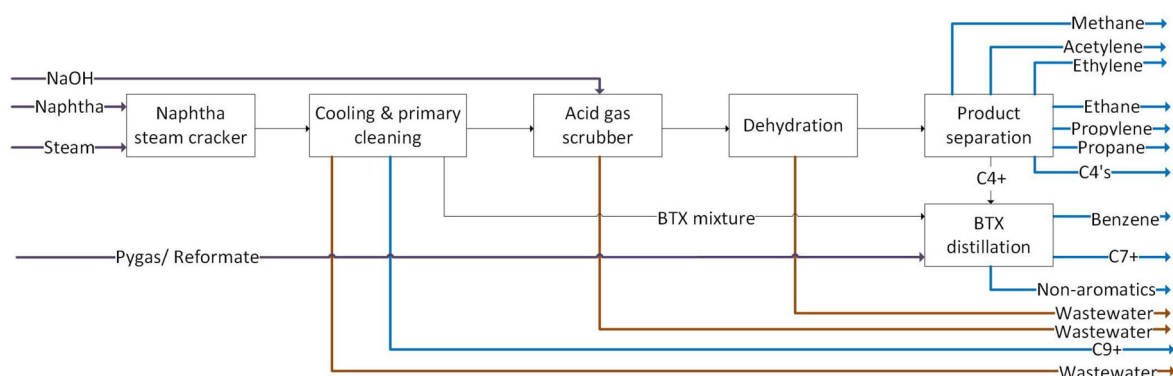 Methane
Acetylene
Ethylene
NaOH
Naphtha
Steam
Naphtha
steam cracker
Cooling & primary
cleaning
Acid gas
scrubber
Dehydration
Product
separation
Ethane
Propylene
Propane
C4's
C4+
BTX mixture
BTX
distillation
Benzene
Pygas/ Reformate
C7+
Non-aromatics
Wastewater
Wastewater
C9+
Wastewater